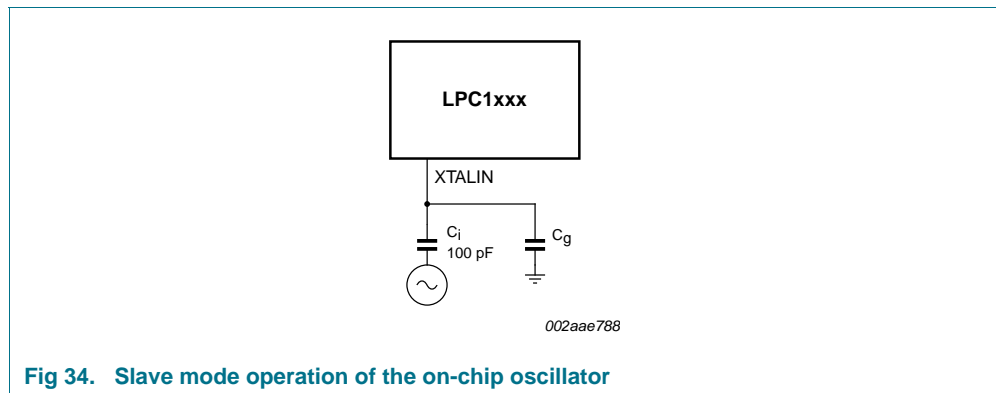 LPC1xxx
XTALIN
Ci
100 pF
Cg
002aae788
Fig 34. Slave mode operation of the on-chip oscillator